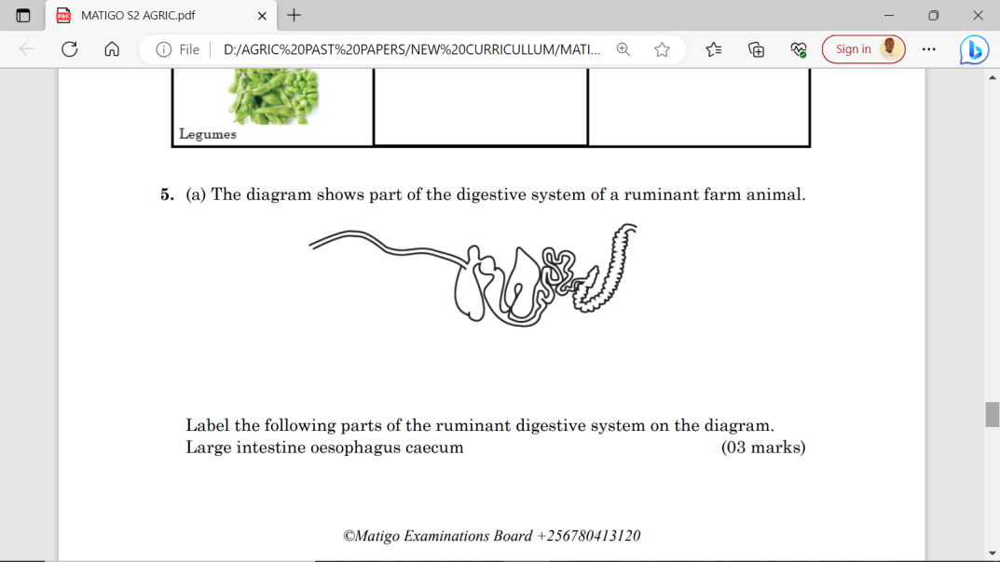 MATIGO S2 AGRIC.pdf
File
D:/AGRIC%20PAST%20PAPERS/NEW%20CURRICULLUM/MATI...
Sign in
Legumes
5. (a) The diagram shows part of the digestive system of a ruminant farm animal.
Label the following parts of the ruminant digestive system on the diagram.
Large intestine oesophagus caecum (03 marks)
©Matigo Examinations Board +256780413120